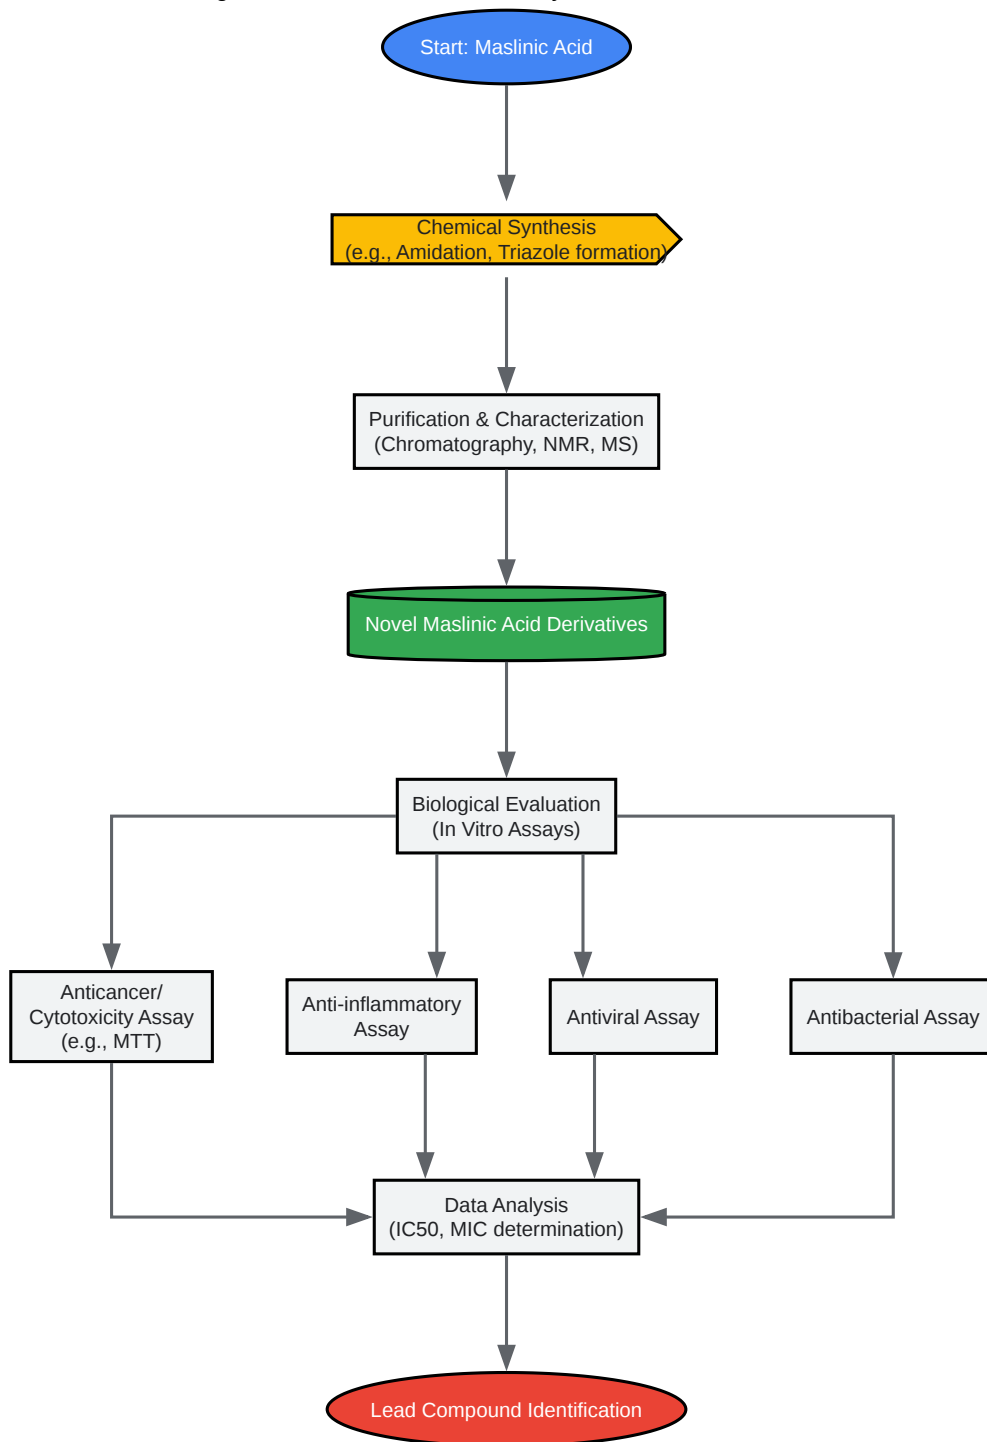 Start: Maslinic Acid
Chemical Synthesis
(e.g., Amidation, Triazole formation)
Purification & Characterization
(Chromatography, NMR, MS)
Novel Maslinic Acid Derivatives
Biological Evaluation
(In Vitro Assays)
Anticancer/
Cytotoxicity Assay
(e.g., MTT)
Anti-inflammatory
Assay
Antiviral Assay
Antibacterial Assay
Data Analysis
(IC50, MIC determination)
Lead Compound Identification